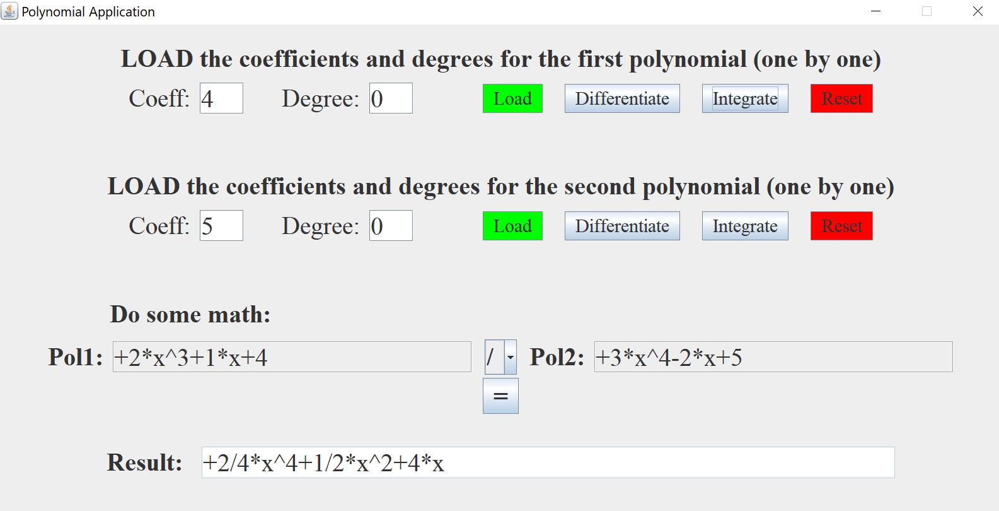 Polynomial Application
LOAD the coefficients and degrees for the first polynomial (one by one)
Coeff: 4 Degree: 0 Load Differentiate Integrate Reset
LOAD the coefficients and degrees for the second polynomial (one by one)
Coeff: 5 Degree: 0 Load Differentiate Integrate Reset
Do some math:
Pol1: +2*x^3+1*x+4 / Pol2: +3*x^4-2*x+5
=
Result: +2/4*x^4+1/2*x^2+4*x